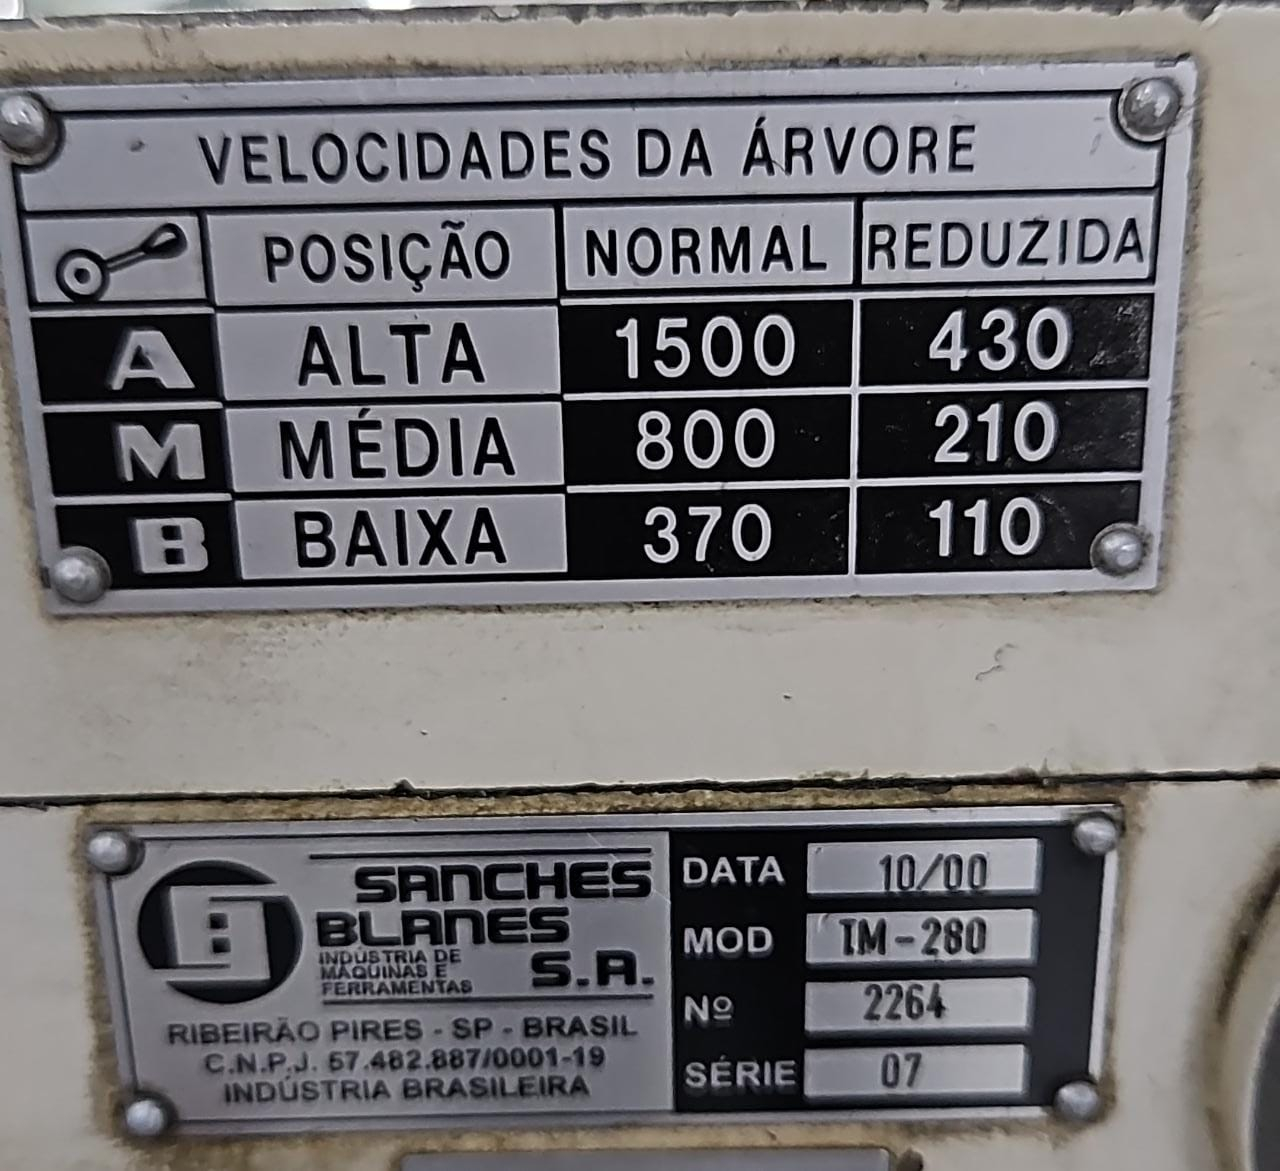 VELOCIDADES DA ÁRVORE
POSIÇÃO NORMAL REDUZIDA
A ALTA 1500 430
M MÉDIA 800 210
B BAIXA 370 110
SANCHES
BLANES
S.A.
INDÚSTRIA DE
MÁQUINAS E
FERRAMENTAS
RIBEIRÃO PIRES - SP - BRASIL
C.N.P.J. 57.482.887/0001-19
INDÚSTRIA BRASILEIRA
DATA 10/00
MOD TM-280
Nº 2264
SÉRIE 07